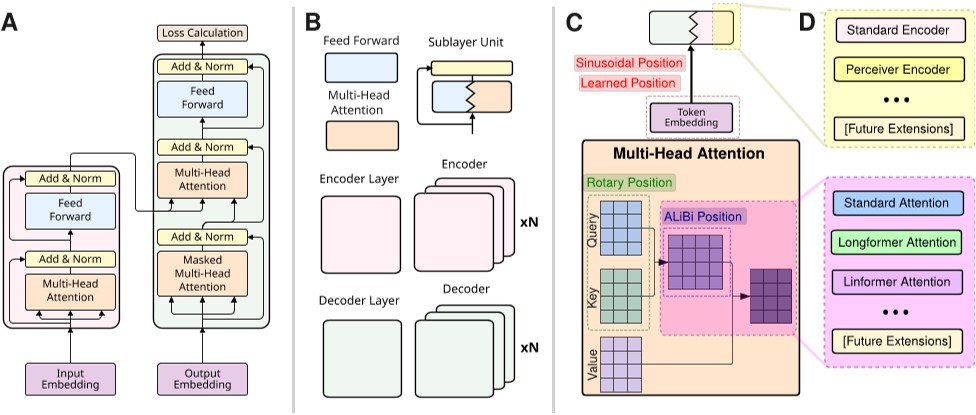 A
Loss Calculation
Add & Norm
Feed
Forward
Add & Norm
Multi-Head
Attention
Add & Norm
Masked
Multi-Head
Attention
Output
Embedding
Add & Norm
Feed
Forward
Add & Norm
Multi-Head
Attention
Input
Embedding
B
Feed Forward
Sublayer Unit
Multi-Head
Attention
Encoder Layer
Encoder
xN
Decoder Layer
Decoder
xN
C
Sinusoidal Position
Learned Position
Token
Embedding
Multi-Head Attention
Rotary Position
Query
ALiBi Position
Key
Value
D
Standard Encoder
Perceiver Encoder
•••
[Future Extensions]
Standard Attention
Longformer Attention
Linformer Attention
•••
[Future Extensions]